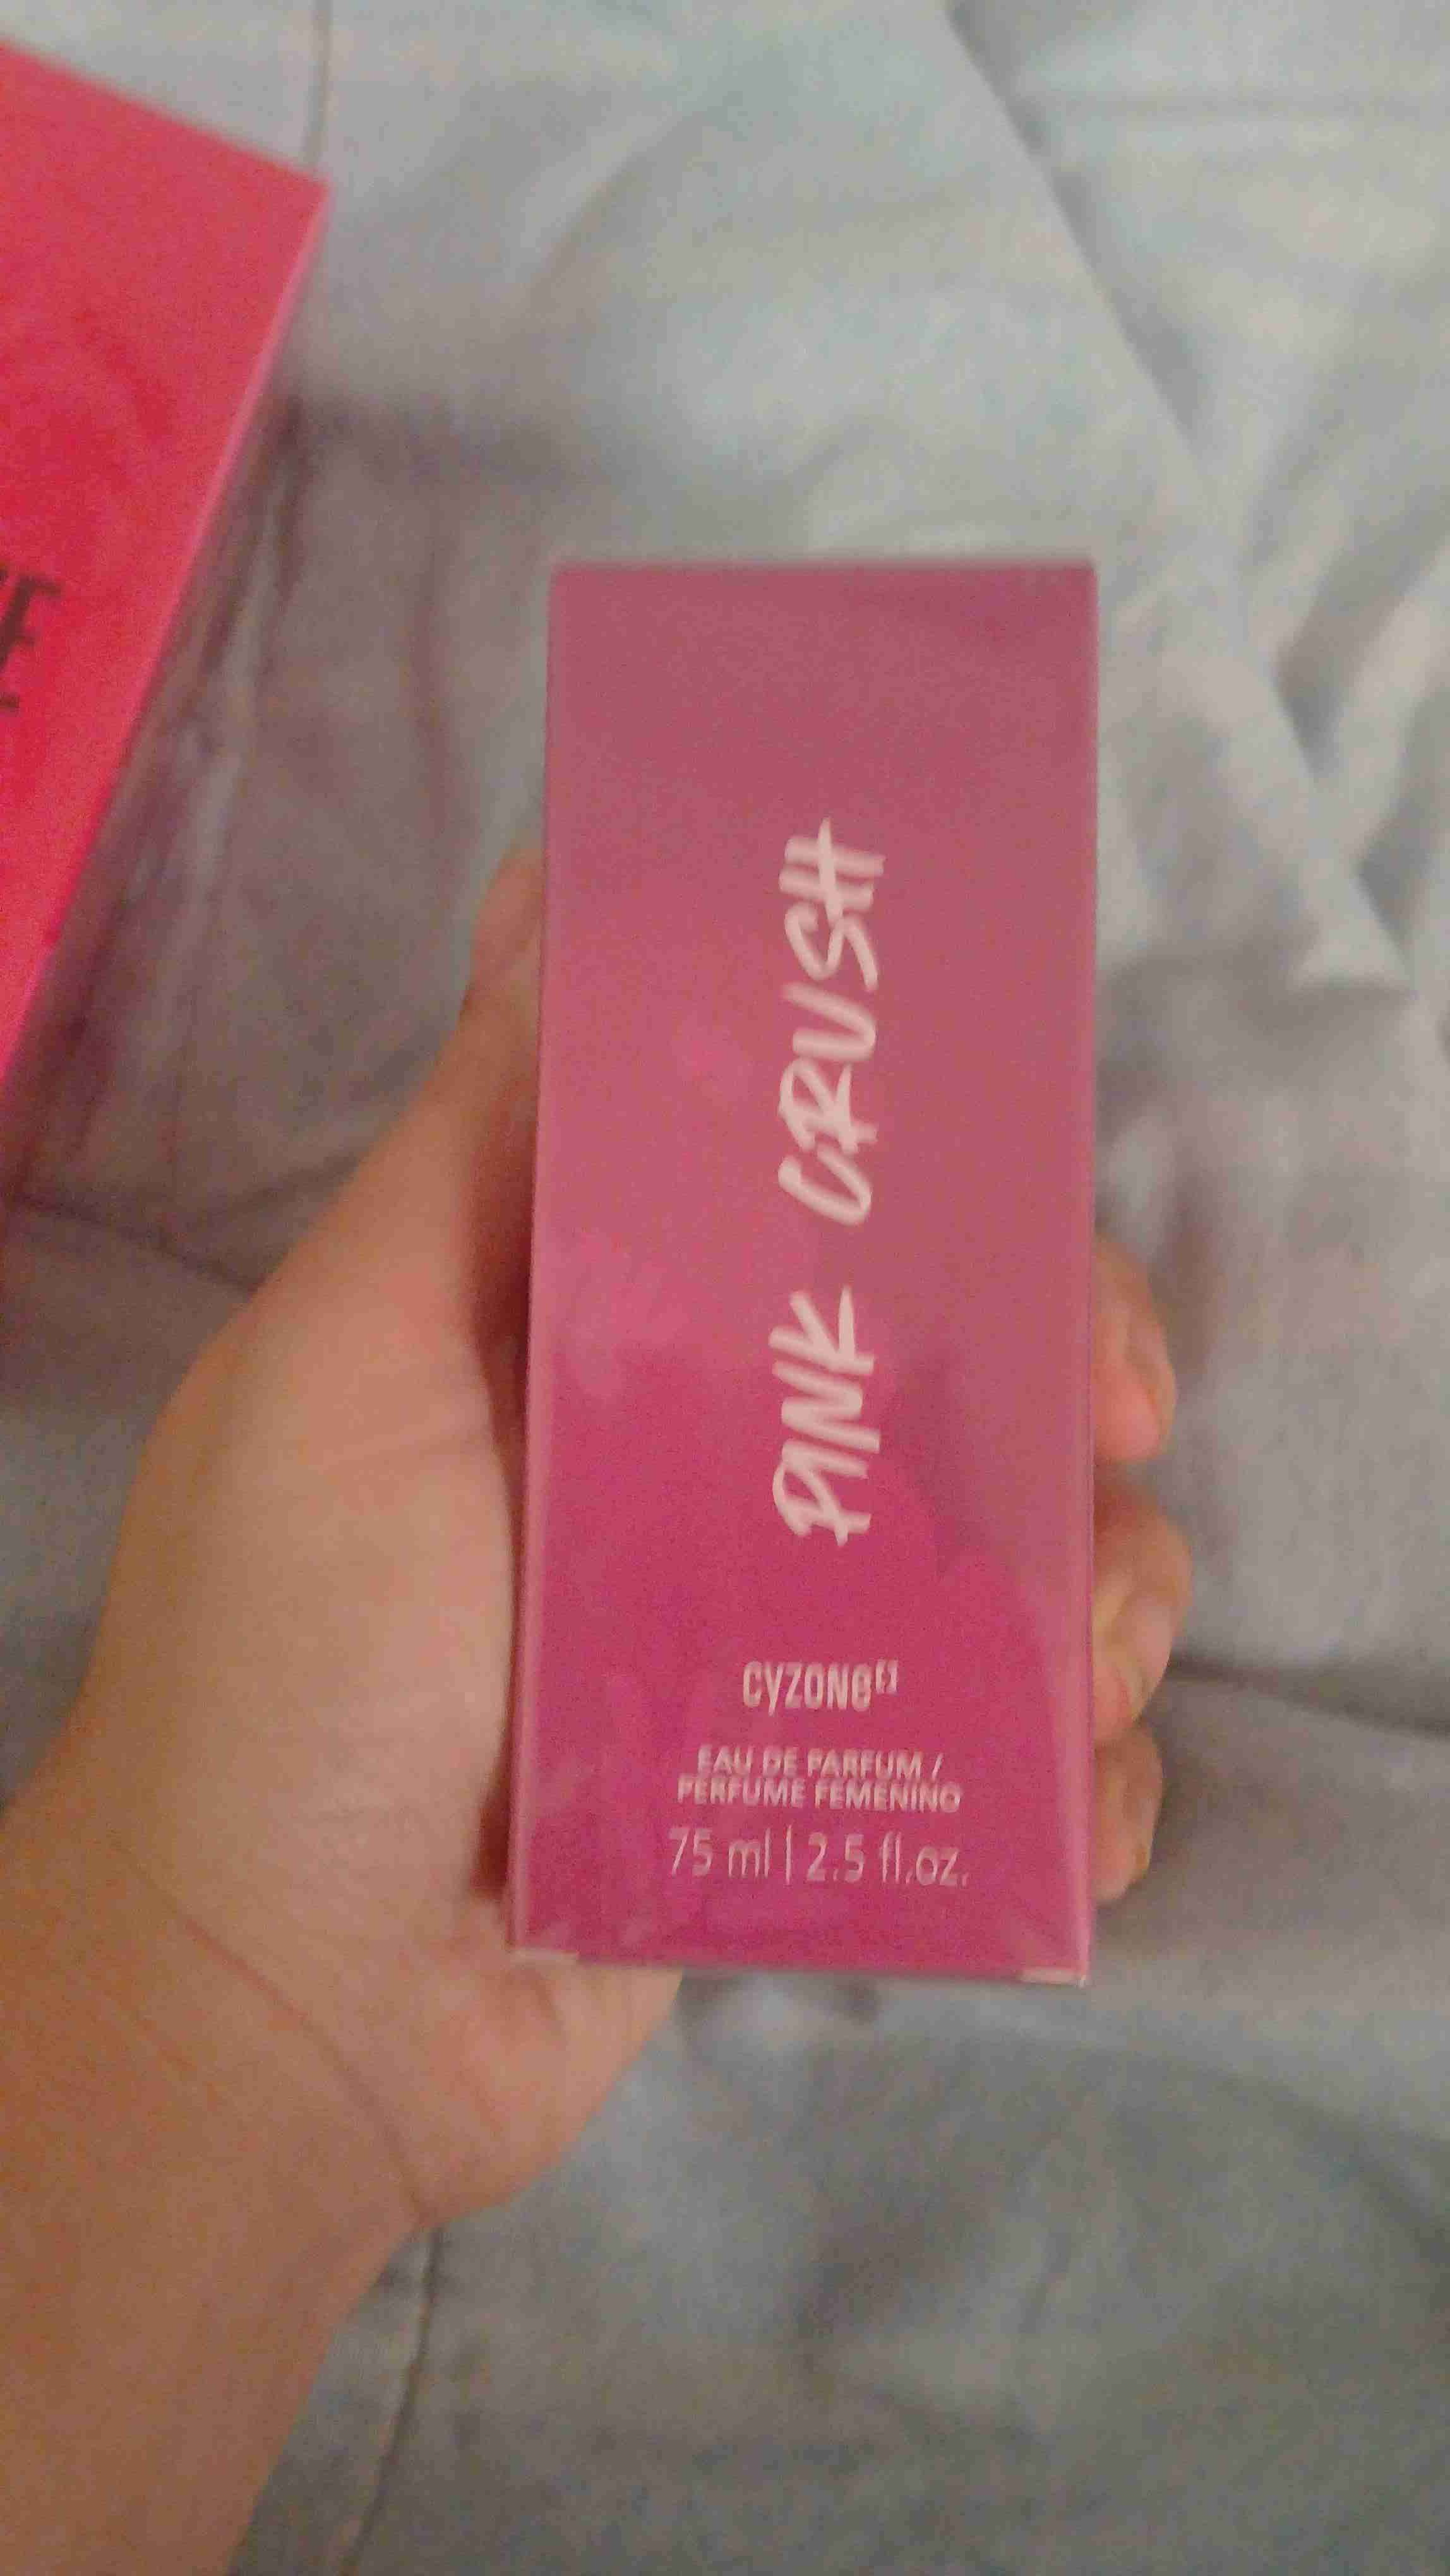 PINK CRUSH
cyzone
EAU DE PARFUM /
PERFUME FEMENINO
75 ml | 2.5 fl.oz.